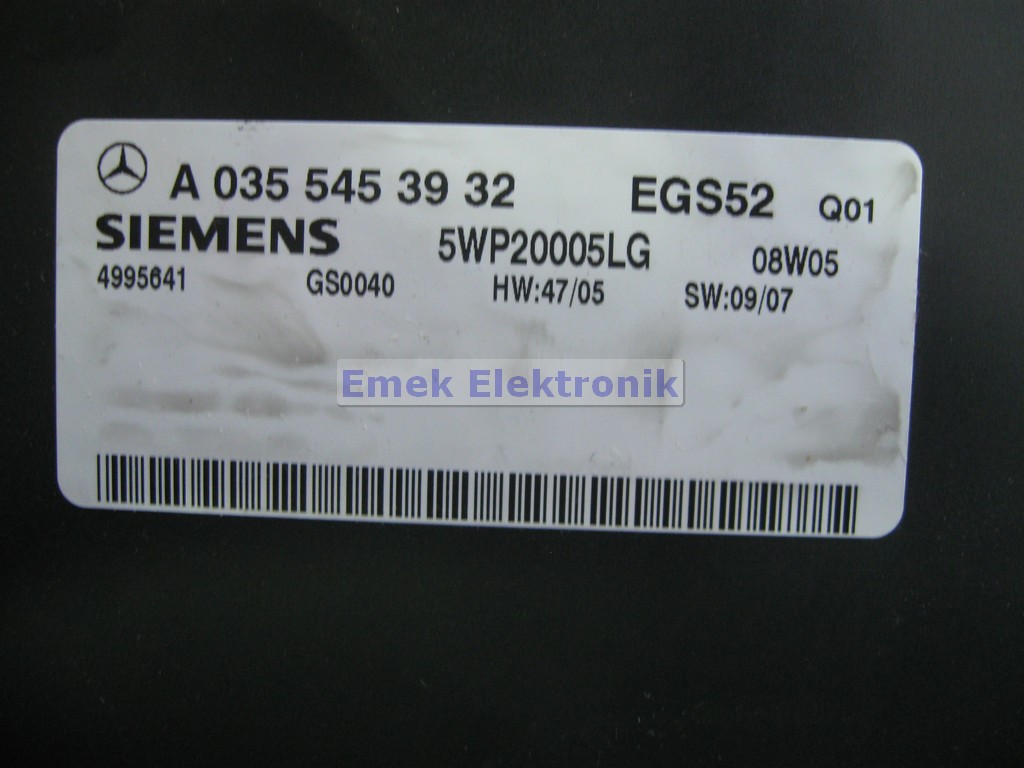 A 035 545 39 32 EGS52 Q01
SIEMENS 5WP20005LG 08W05
4995641 GS0040 HW:47/05 SW:09/07
Emek Elektronik